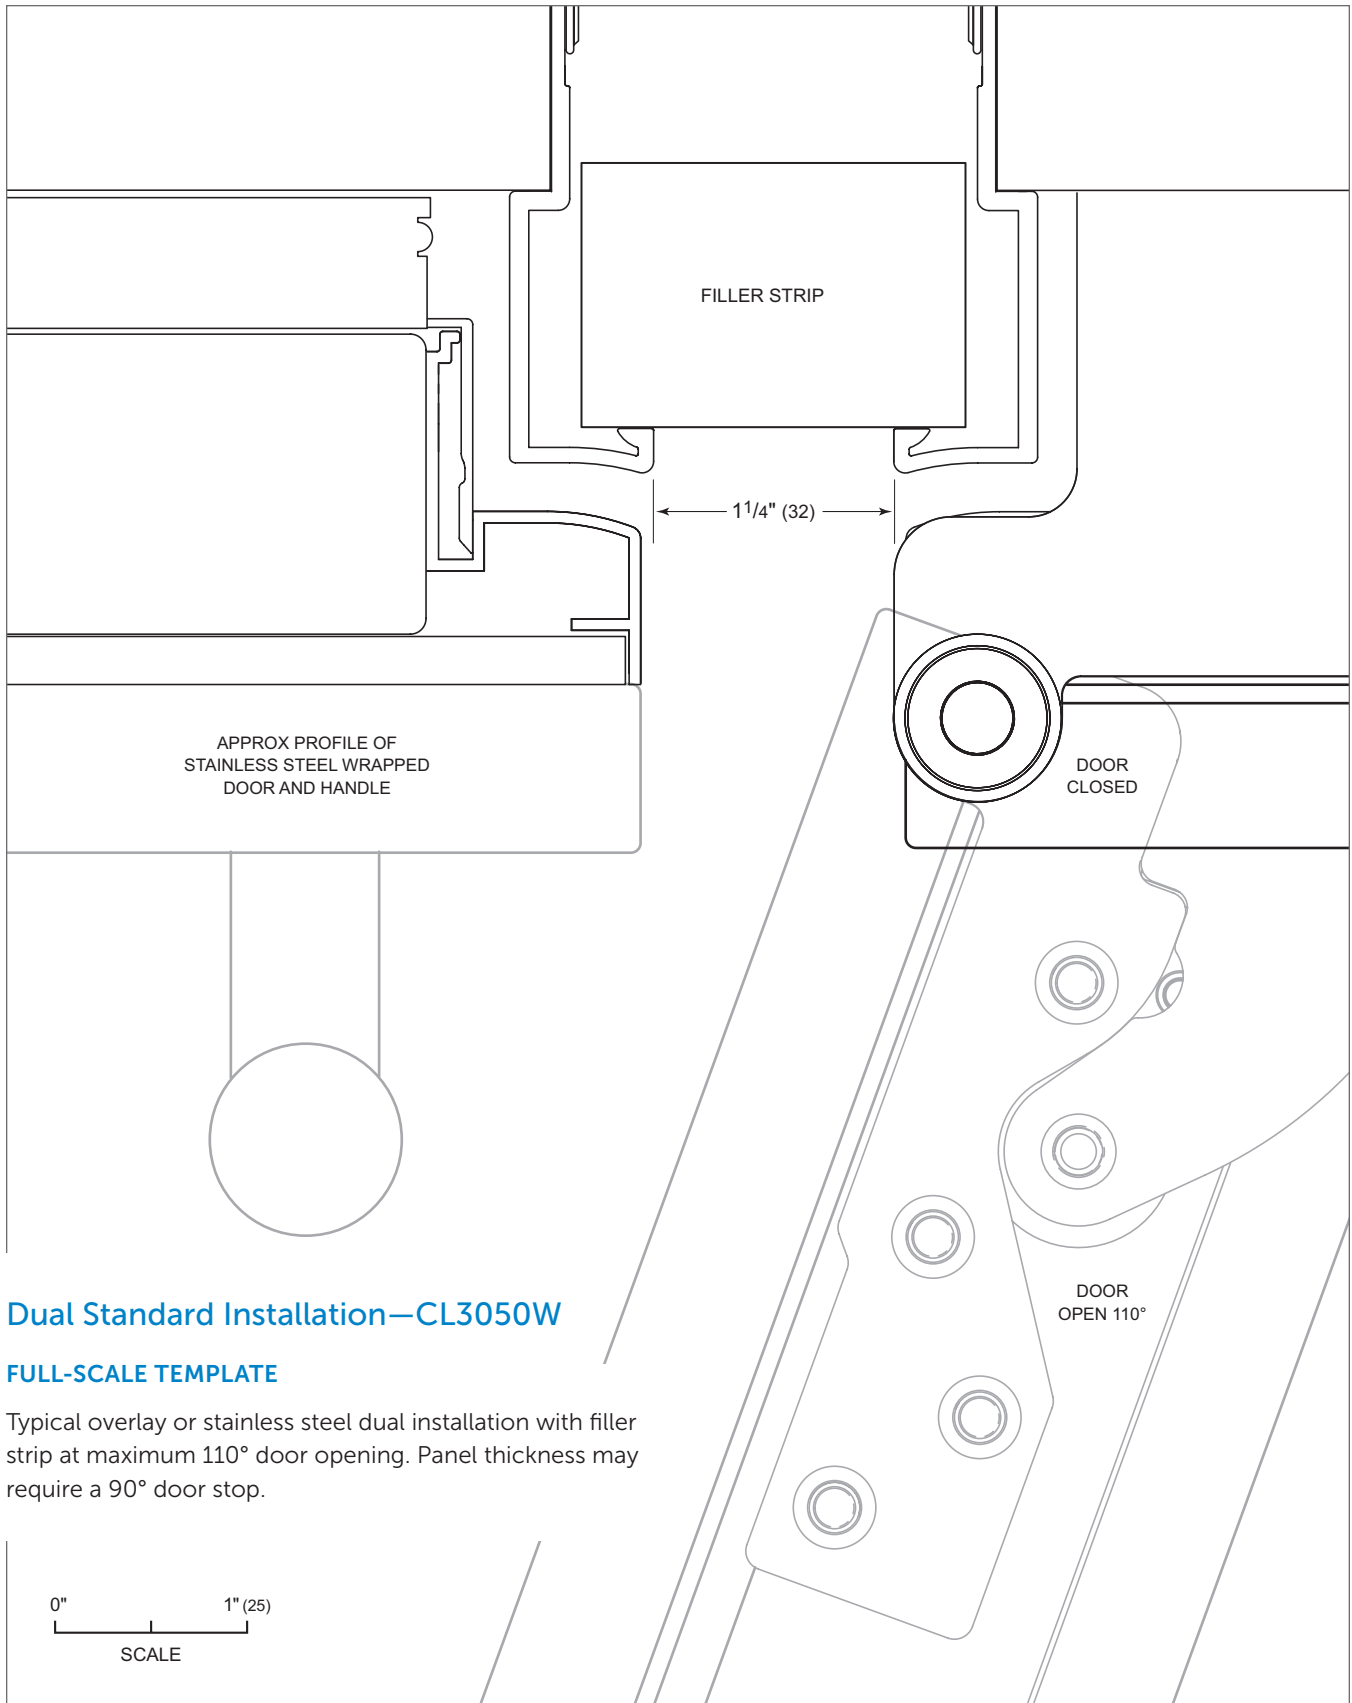 FILLER STRIP
1 1/4" (32)
APPROX PROFILE OF
STAINLESS STEEL WRAPPED
DOOR AND HANDLE
DOOR
CLOSED
DOOR
OPEN 110°
Dual Standard Installation—CL3050W
FULL-SCALE TEMPLATE
Typical overlay or stainless steel dual installation with filler
strip at maximum 110° door opening. Panel thickness may
require a 90° door stop.
0" 1" (25)
SCALE